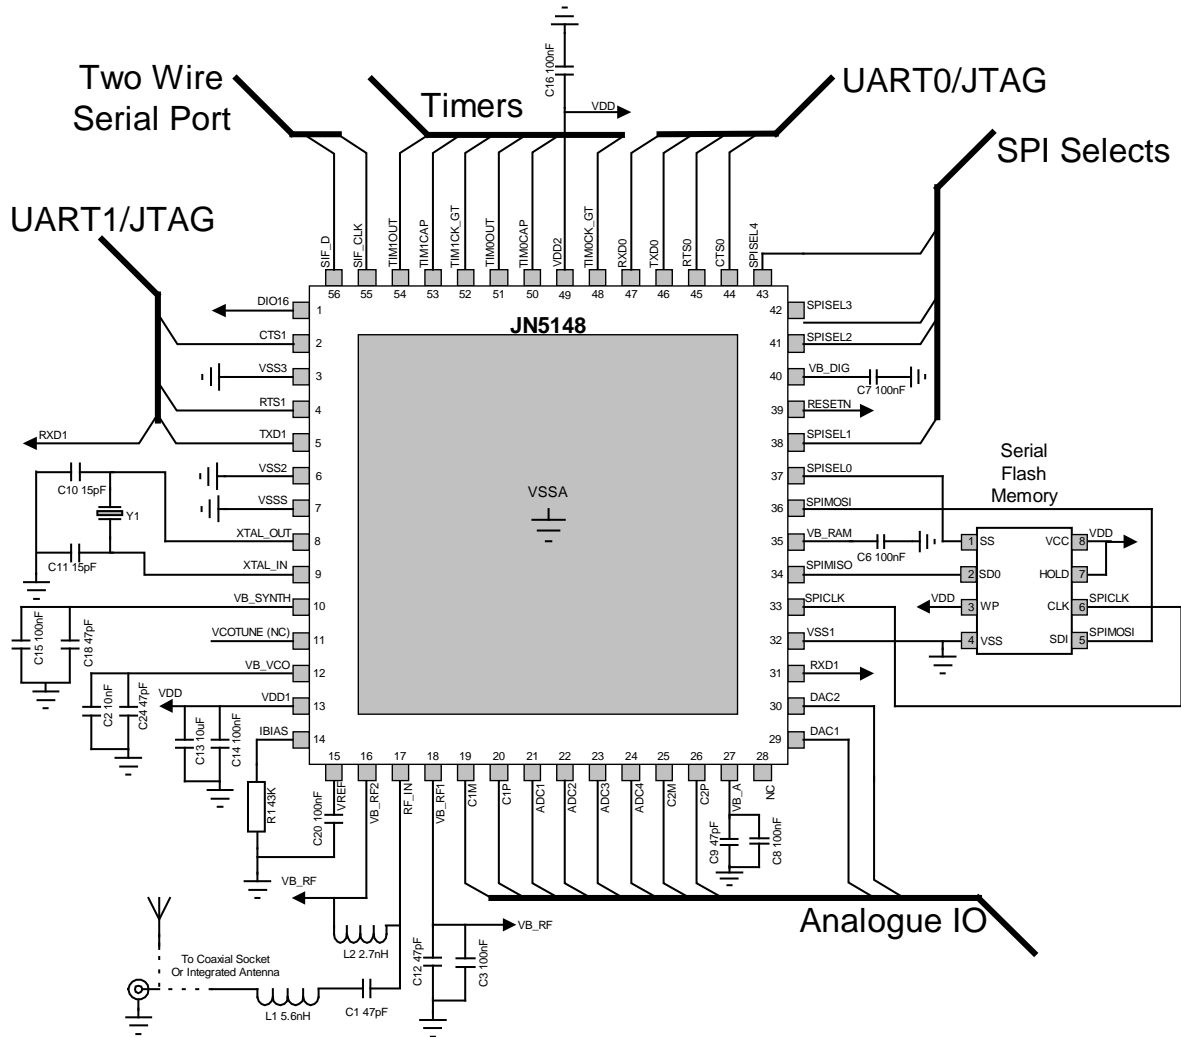 Two Wire
Serial Port
Timers
C16 100nF
VDD
UART0/JTAG
SPI Selects
UART1/JTAG
SIF_D
SIF_CLK
TIM1OUT
TIM1CAP
TIM1CK_GT
TIM0OUT
TIM0CAP
VDD2
TIM0CK_GT
RXD0
TXD0
RTS0
CTS0
SPISEL4
56
55
54
53
52
51
50
49
48
47
46
45
44
43
JN5148
VSSA
DIO16
1
CTS1
2
VSS3
3
RTS1
4
RXD1
TXD1
5
VSS2
6
VSSS
7
C10 15pF
Y1
XTAL_OUT
8
C11 15pF
XTAL_IN
9
VB_SYNTH
10
C15 100nF
C18 47pF
VCOTUNE (NC)
11
VB_VCO
12
C2 10nF
C24 47pF
VDD
VDD1
13
C13 10uF
C14 100nF
IBIAS
14
R1 43K
42
SPISEL3
41
SPISEL2
40
VB_DIG
C7 100nF
39
RESETN
38
SPISEL1
37
SPISEL0
36
SPIMOSI
35
VB_RAM
C6 100nF
34
SPIMISO
33
SPICLK
32
VSS1
31
RXD1
30
DAC2
29
DAC1
Serial
Flash
Memory
1 SS
VCC 8
VDD
2 SD0
HOLD 7
VDD
3 WP
CLK 6
SPICLK
4 VSS
SDI 5
SPIMOSI
15
16
17
18
19
20
21
22
23
24
25
26
27
28
VREF
VB_RF2
RF_IN
VB_RF1
C1M
C1P
ADC1
ADC2
ADC3
ADC4
C2M
C2P
VB_A
NC
C20 100nF
C9 47pF
C8 100nF
VB_RF
L2 2.7nH
VB_RF
C12 47pF
C3 100nF
Analogue IO
To Coaxial Socket
Or Integrated Antenna
L1 5.6nH
C1 47pF